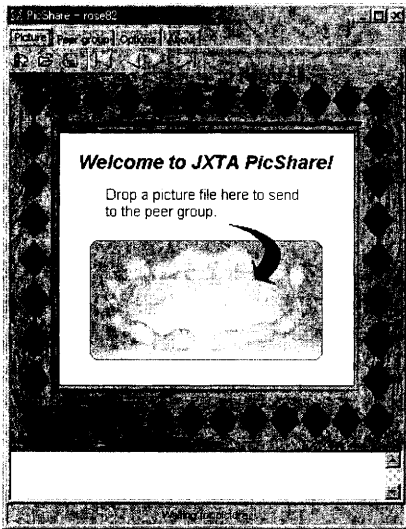 PicShare - rose82
Picture Peer group Options About
Welcome to JXTA PicShare!
Drop a picture file here to send
to the peer group.